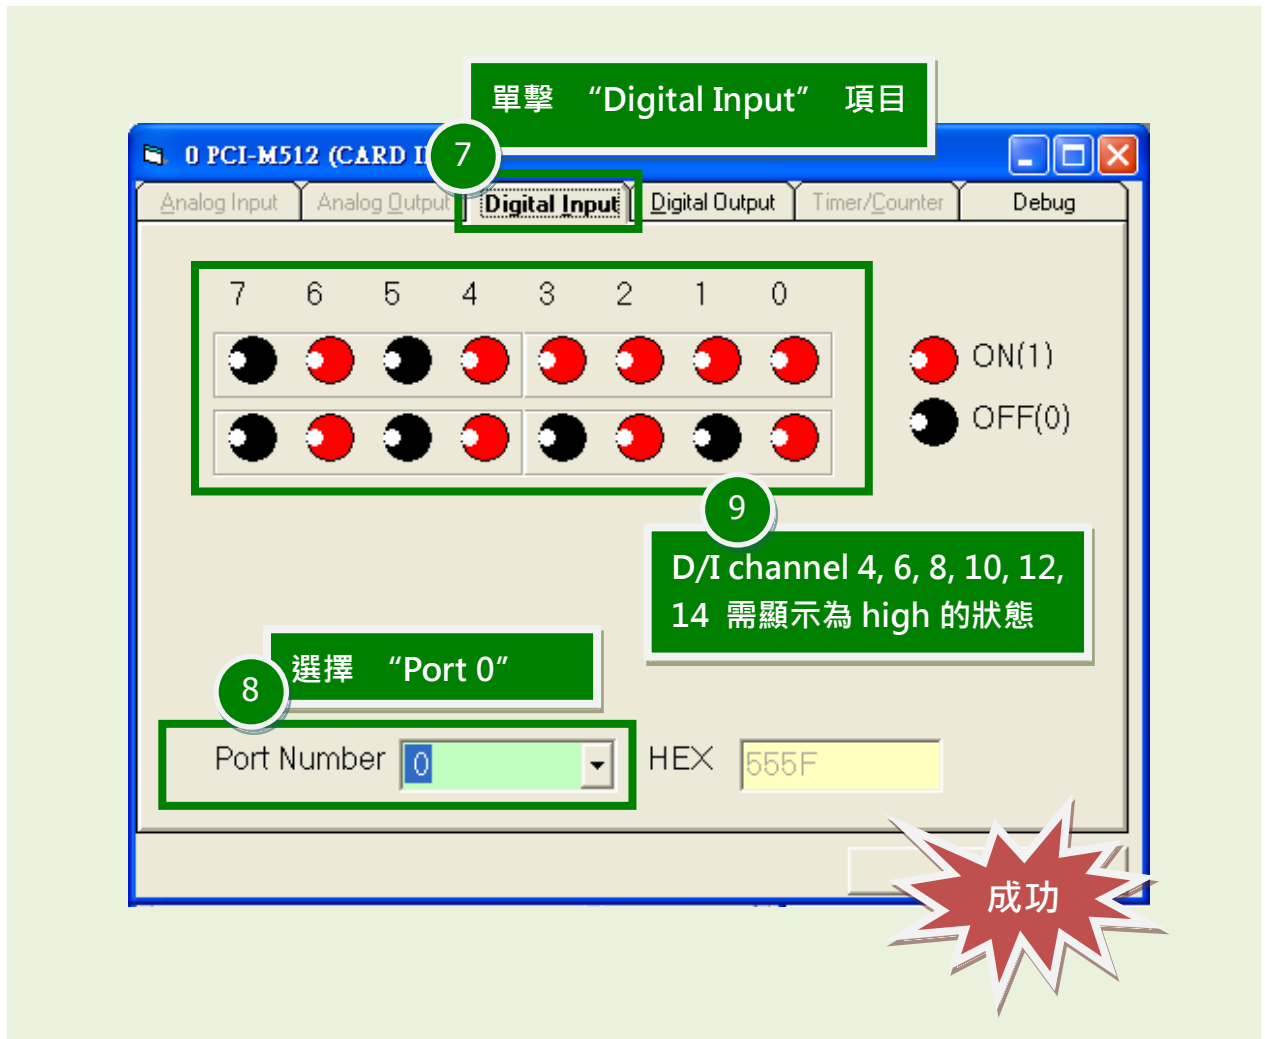 單擊 “Digital Input” 項目
7
0 PCI-M512 (CARD I
Analog Input Analog Output Digital Input Digital Output Timer/Counter Debug
7 6 5 4 3 2 1 0
ON(1)
OFF(0)
9
D/I channel 4, 6, 8, 10, 12,
14 需顯示為 high 的狀態
8
選擇 “Port 0”
Port Number 0 HEX 555F
成功